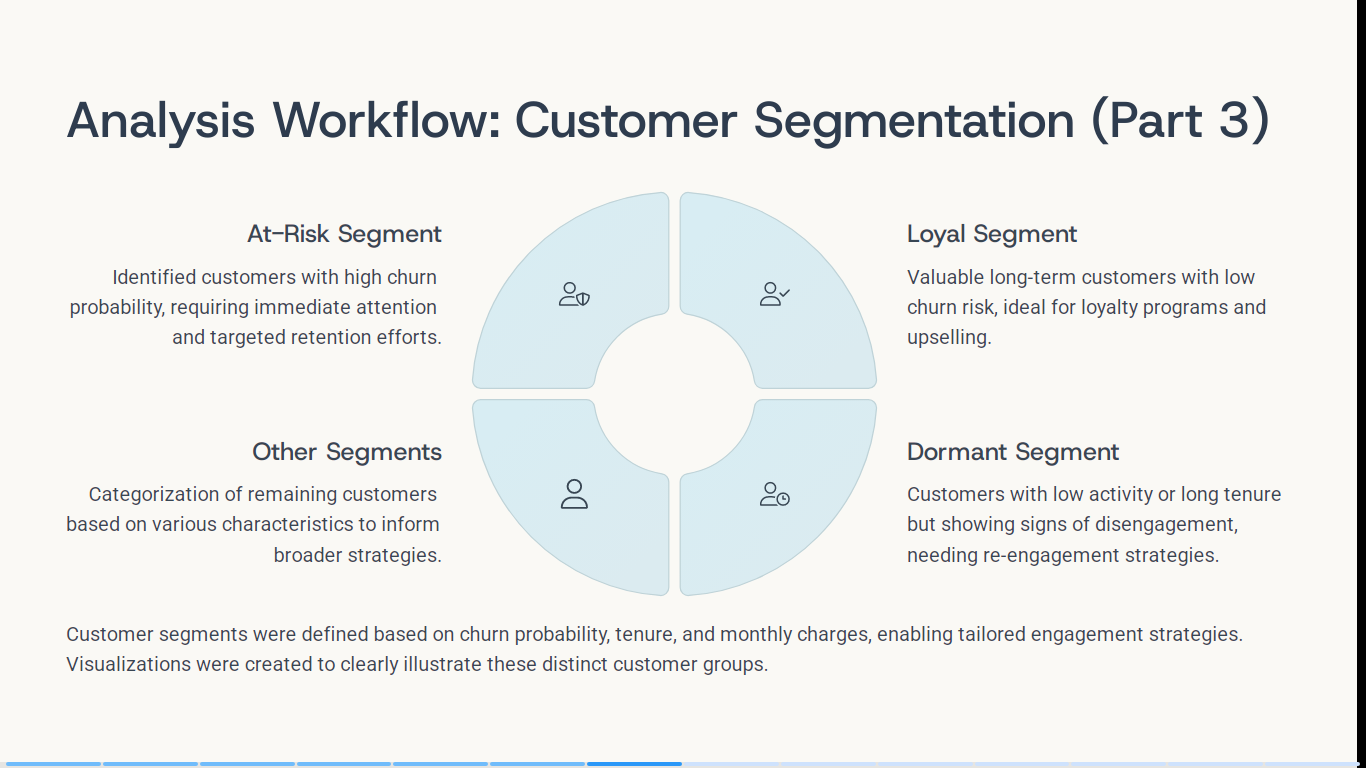 Analysis Workflow: Customer Segmentation (Part 3)
At-Risk Segment
Identified customers with high churn
probability, requiring immediate attention
and targeted retention efforts.
Loyal Segment
Valuable long-term customers with low
churn risk, ideal for loyalty programs and
upselling.
Other Segments
Categorization of remaining customers
based on various characteristics to inform
broader strategies.
Dormant Segment
Customers with low activity or long tenure
but showing signs of disengagement,
needing re-engagement strategies.
Customer segments were defined based on churn probability, tenure, and monthly charges, enabling tailored engagement strategies.
Visualizations were created to clearly illustrate these distinct customer groups.